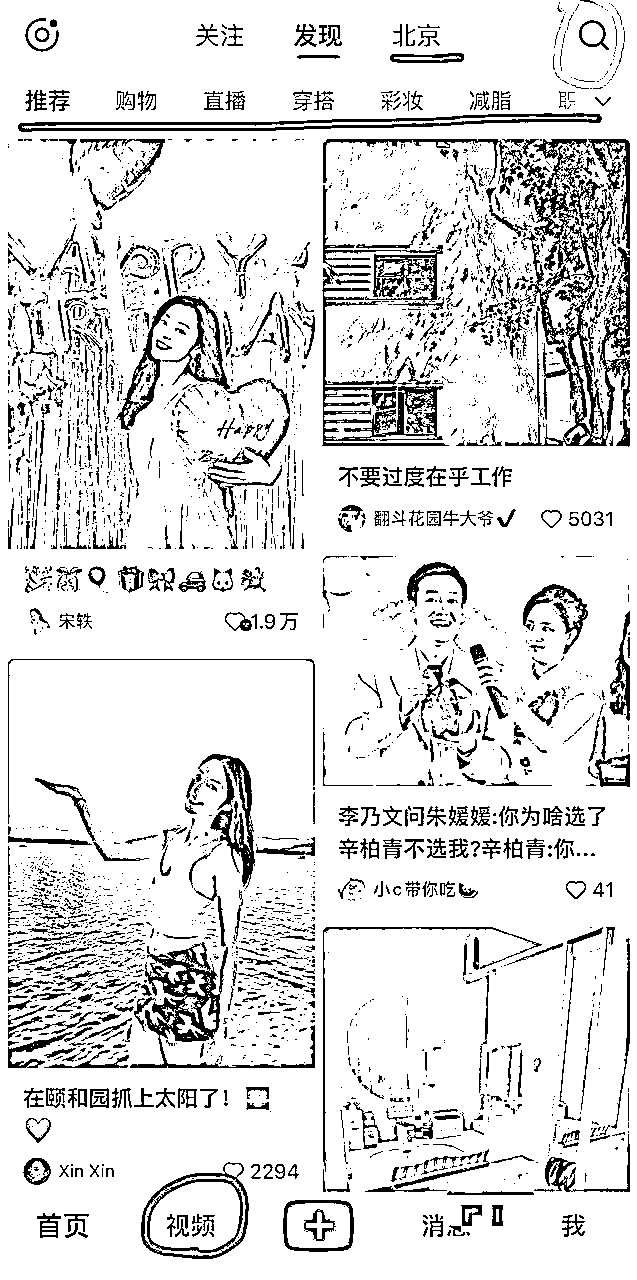 关注 发现 北京
推荐 购物 直播 穿搭 彩妆 减脂
Happy
宋轶 1.9万
不要过度在乎工作
翻斗花园牛大爷 5031
李乃文问朱媛媛:你为啥选了
辛柏青不选我?辛柏青:你...
小c带你吃 41
在颐和园抓上太阳了!
Xin Xin 2294
首页 视频 消息 我